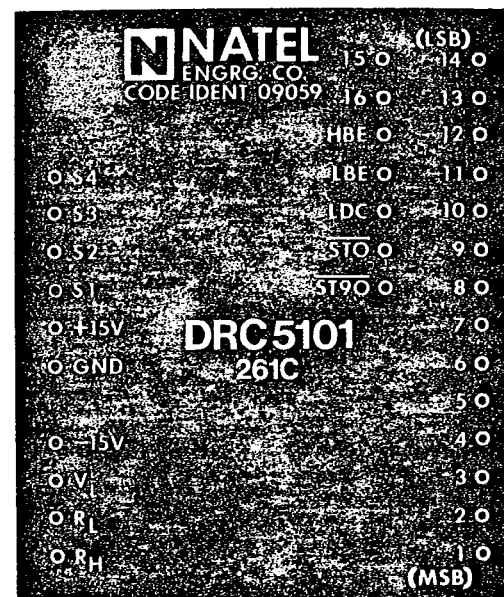 N NATEL
ENGRG. CO.
CODE IDENT 09059
(LSB)
15 14
16 13
HBE 12
S4 LBE 11
S3 LDC 10
S2 STO 9
S1 ST90 8
+15V 7
DRC5101
261C
GND 6
5
-15V 4
VL 3
RL 2
RH 1
(MSB)